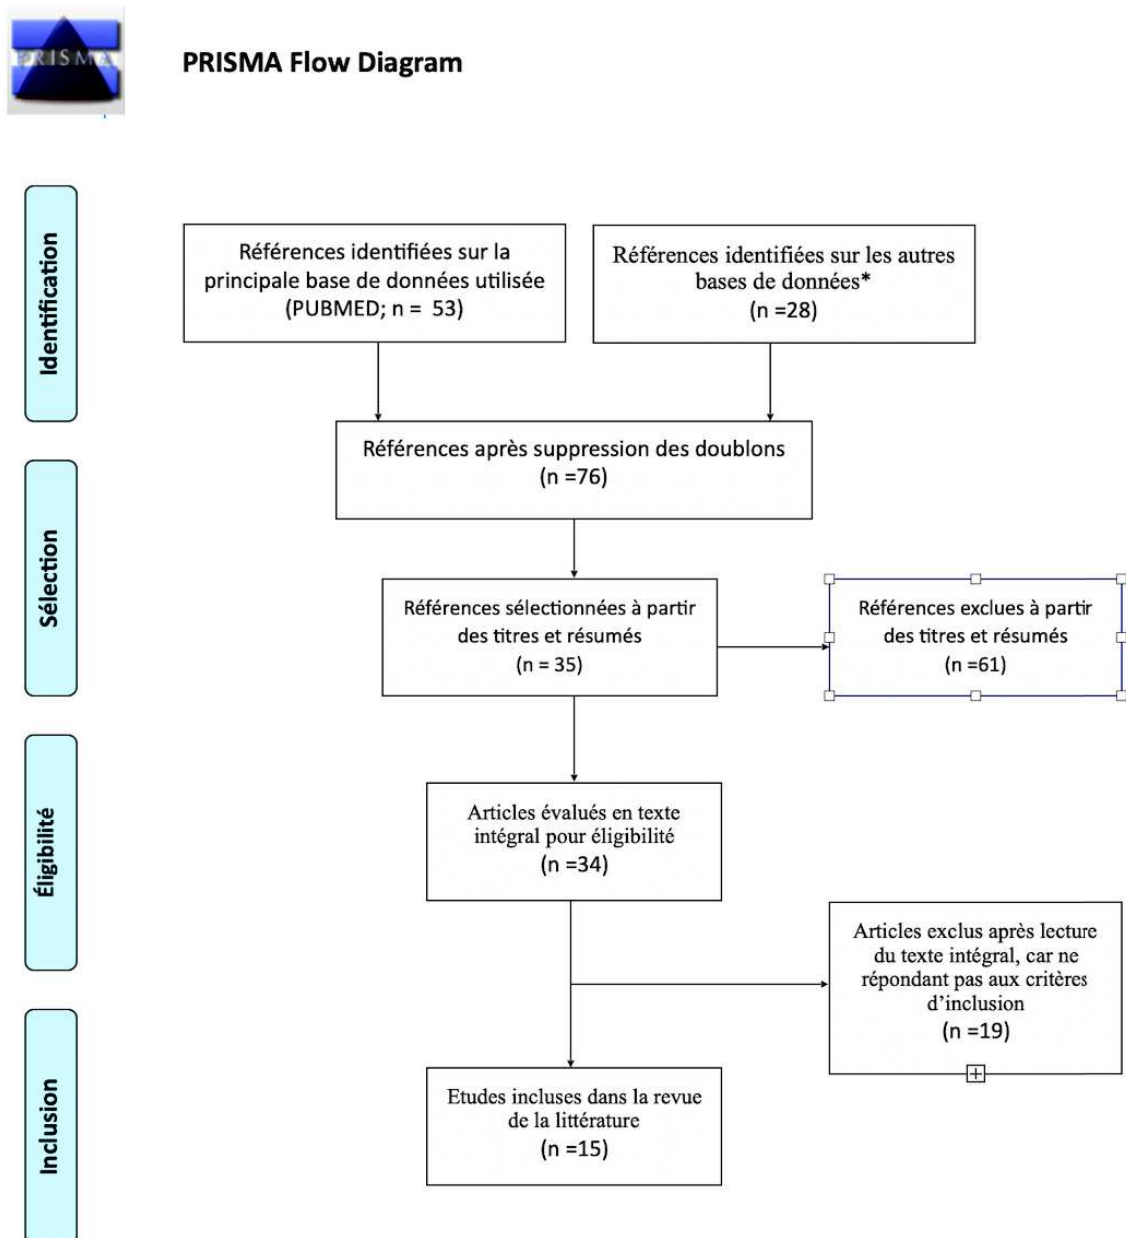 PRISMA
PRISMA Flow Diagram
Identification
Références identifiées sur la
principale base de données utilisée
(PUBMED; n = 53)
Références identifiées sur les autres
bases de données*
(n =28)
Références après suppression des doublons
(n =76)
Sélection
Références sélectionnées à partir
des titres et résumés
(n = 35)
Références exclues à partir
des titres et résumés
(n =61)
Éligibilité
Articles évalués en texte
intégral pour éligibilité
(n =34)
Articles exclus après lecture
du texte intégral, car ne
répondant pas aux critères
d’inclusion
(n =19)
Inclusion
Etudes incluses dans la revue
de la littérature
(n =15)